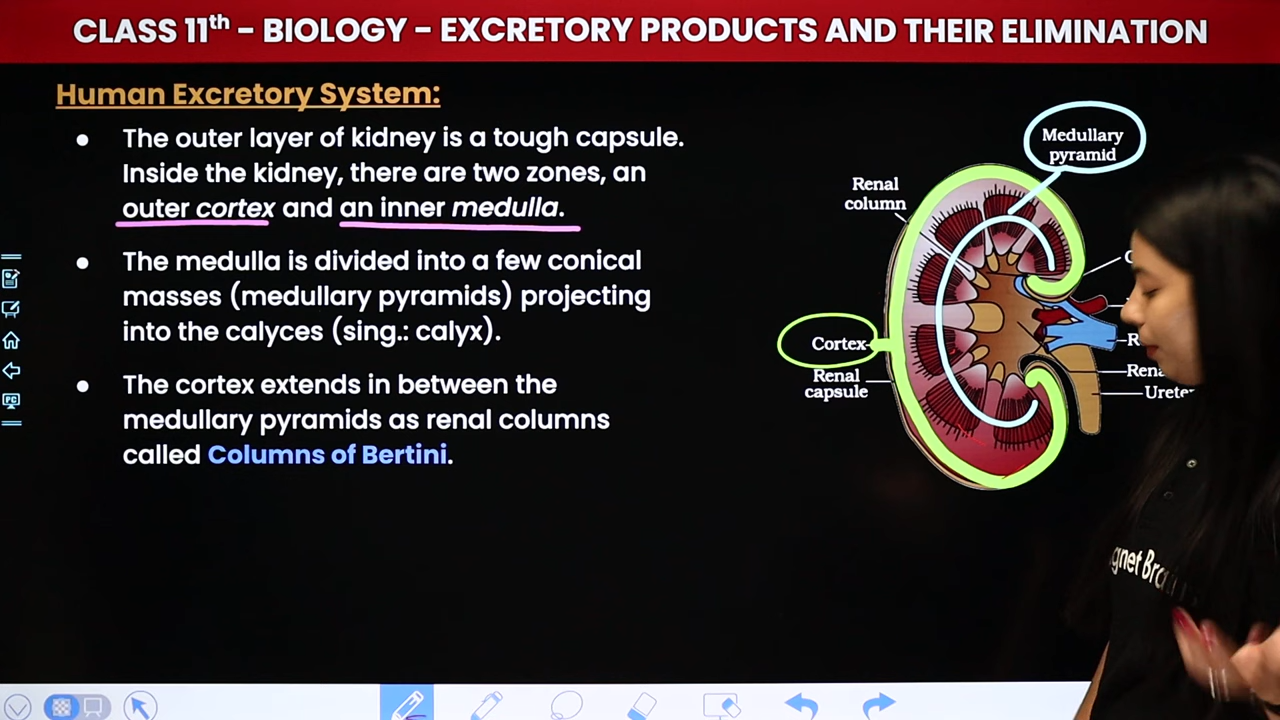 CLASS 11th - BIOLOGY - EXCRETORY PRODUCTS AND THEIR ELIMINATION
Human Excretory System:
● The outer layer of kidney is a tough capsule.
Inside the kidney, there are two zones, an
outer cortex and an inner medulla.
● The medulla is divided into a few conical
masses (medullary pyramids) projecting
into the calyces (sing.: calyx).
● The cortex extends in between the
medullary pyramids as renal columns
called Columns of Bertini.
Medullary
pyramid
Renal
column
Cortex
Renal
capsule
Ureter
PC